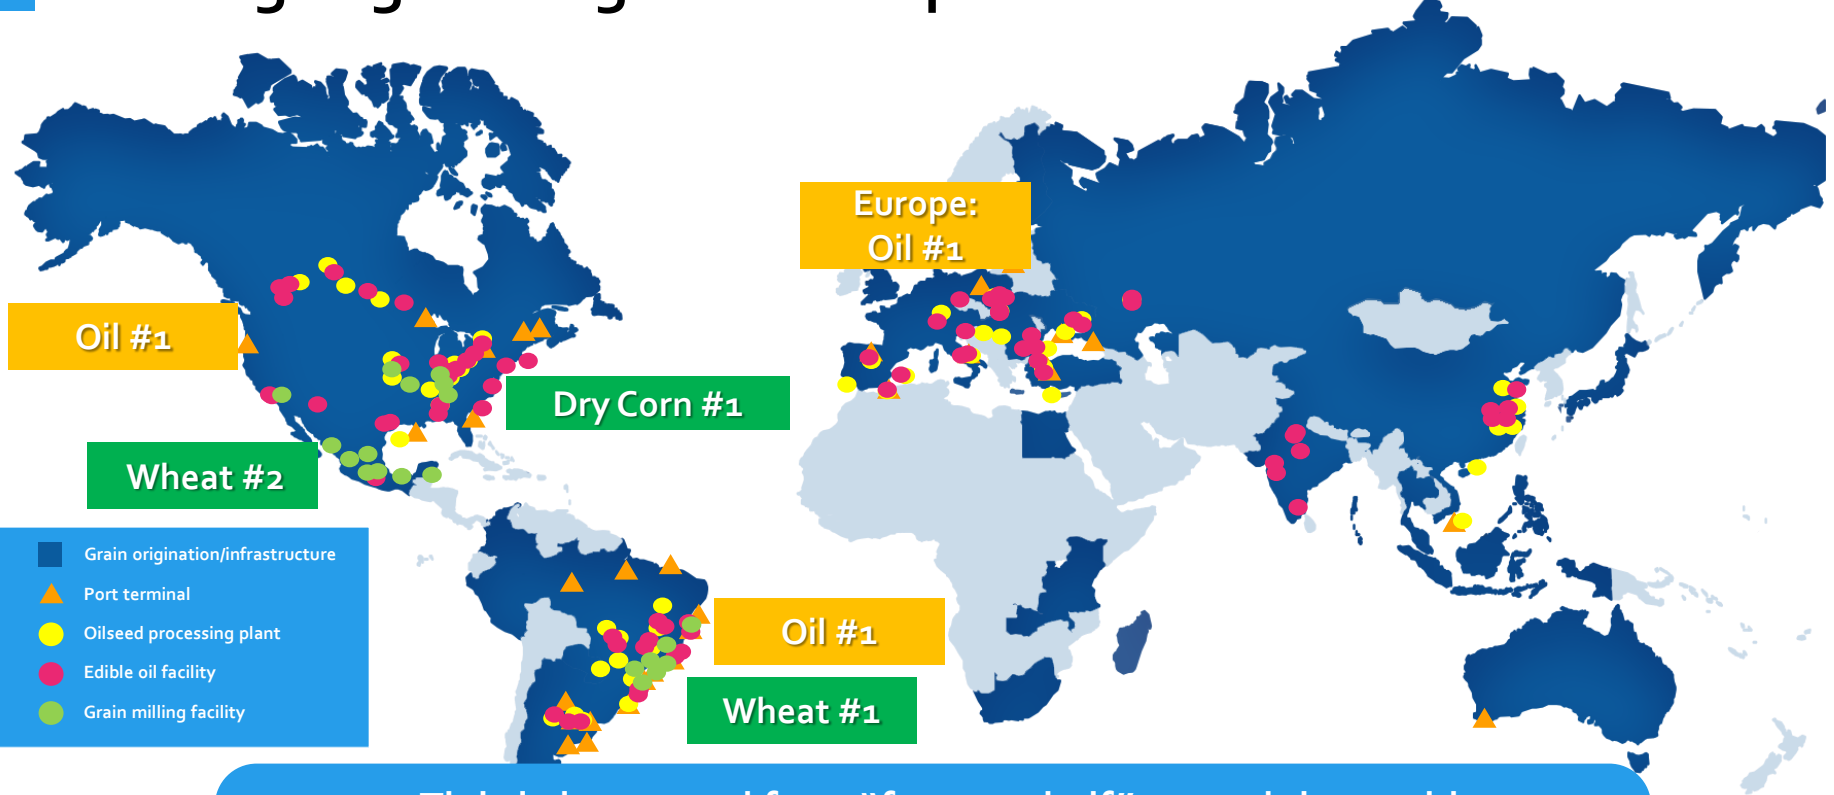 Europe:
Oil #1
Oil #1
Dry Corn #1
Wheat #2
Grain origination/infrastructure
Port terminal
Oilseed processing plant
Edible oil facility
Grain milling facility
Oil #1
Wheat #1